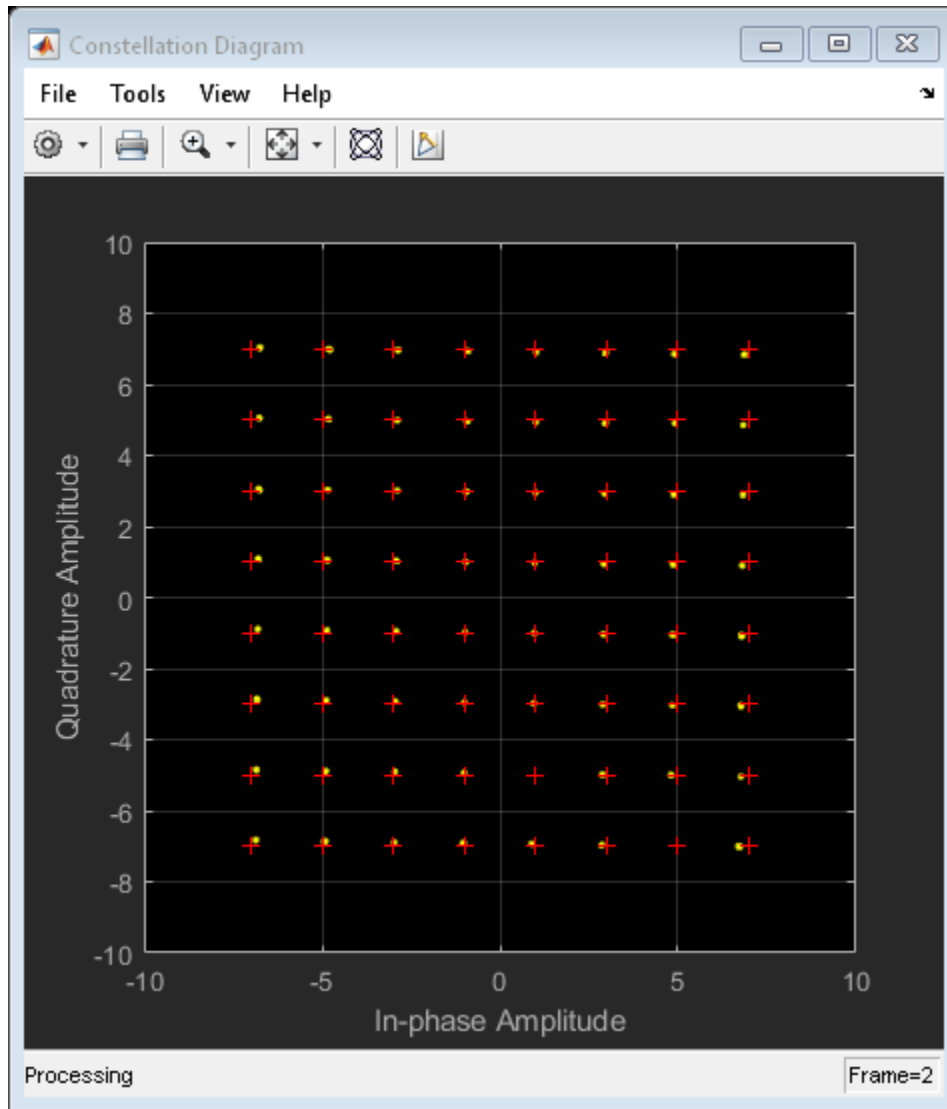 Constellation Diagram
File Tools View Help
10
8
6
4
2
0
-2
-4
-6
-8
-10
Quadrature Amplitude
-10 -5 0 5 10
In-phase Amplitude
Processing Frame=2